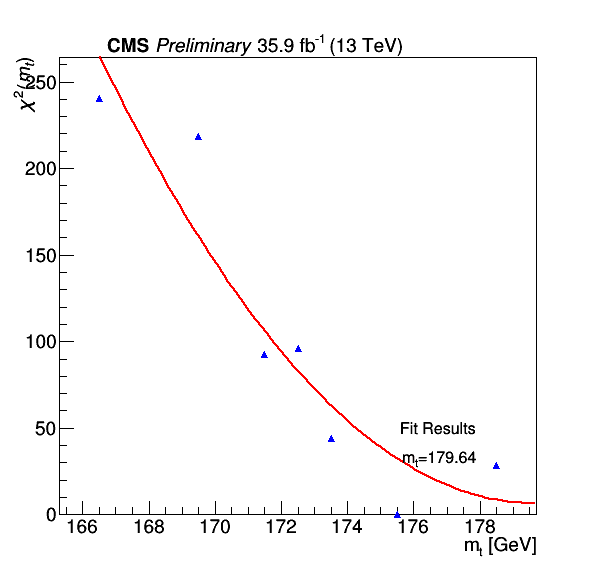 CMS Preliminary 35.9 fb⁻¹ (13 TeV)
χ²(mₜ)
250
200
150
100
50
0
Fit Results
mₜ=179.64
166 168 170 172 174 176 178
mₜ [GeV]